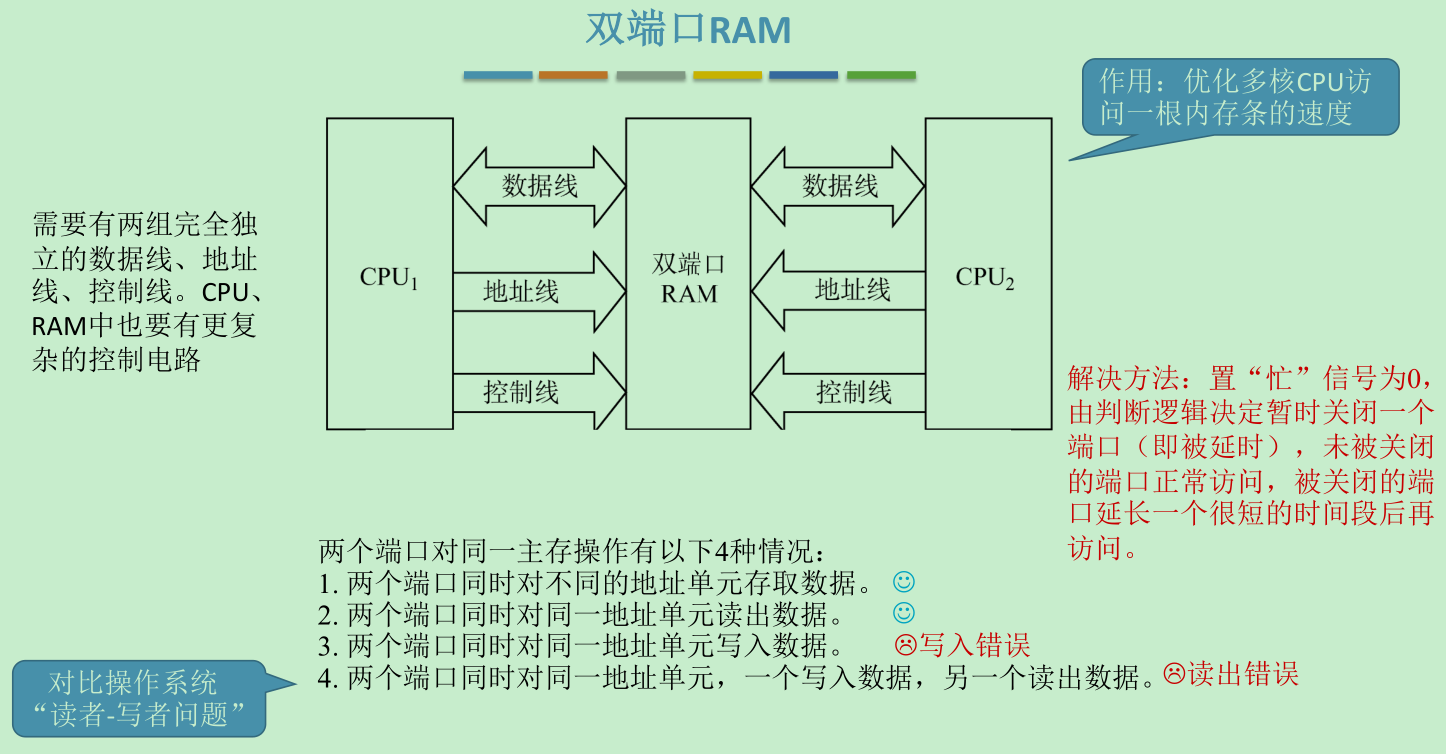 双端口RAM
作用：优化多核CPU访
问一根内存条的速度
需要有两组完全独
立的数据线、地址
线、控制线。CPU、
RAM中也要有更复
杂的控制电路
CPU1
数据线
地址线
控制线
双端口
RAM
数据线
地址线
控制线
CPU2
解决方法：置“忙”信号为0，
由判断逻辑决定暂时关闭一个
端口（即被延时），未被关闭
的端口正常访问，被关闭的端
口延长一个很短的时间段后再
访问。
两个端口对同一主存操作有以下4种情况：
1. 两个端口同时对不同的地址单元存取数据。☺
2. 两个端口同时对同一地址单元读出数据。☺
3. 两个端口同时对同一地址单元写入数据。☹写入错误
4. 两个端口同时对同一地址单元，一个写入数据，另一个读出数据。☹读出错误
对比操作系统
“读者-写者问题”